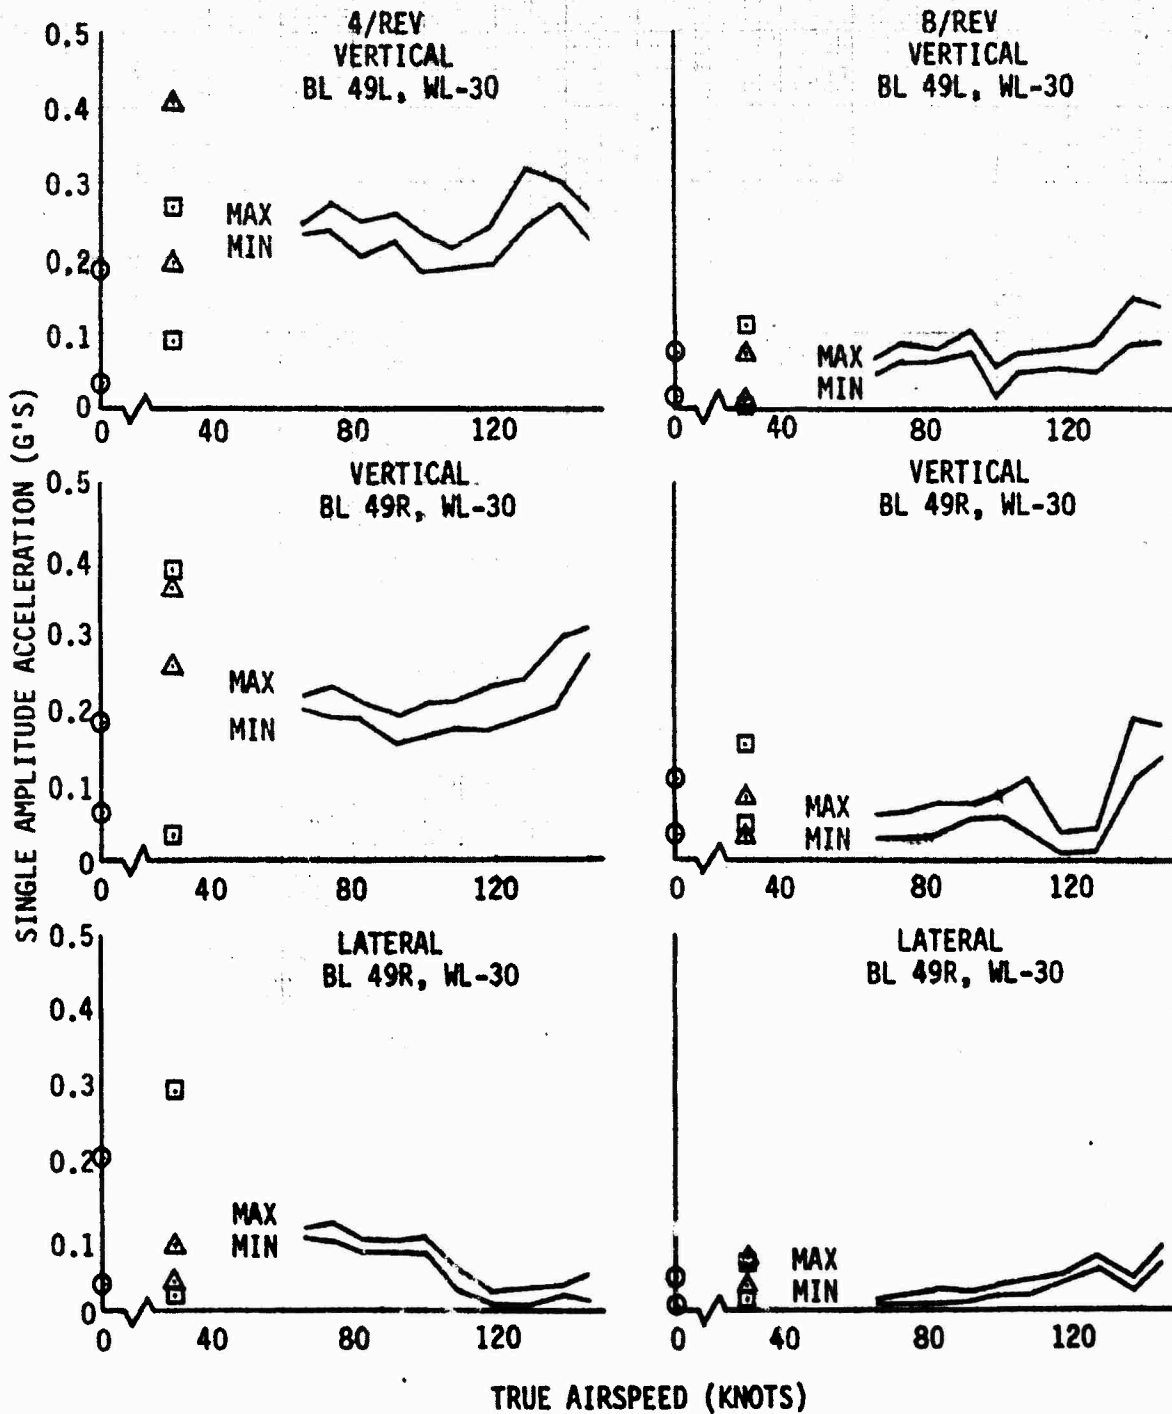 4/REV
VERTICAL
BL 49L, WL-30
0.5
0.4
0.3
0.2
0.1
0
MAX
MIN
0 40 80 120
8/REV
VERTICAL
BL 49L, WL-30
MAX
MIN
0 40 80 120
VERTICAL
BL 49R, WL-30
0.5
0.4
0.3
0.2
0.1
0
MAX
MIN
0 40 80 120
VERTICAL
BL 49R, WL-30
MAX
MIN
0 40 80 120
LATERAL
BL 49R, WL-30
0.5
0.4
0.3
0.2
0.1
0
MAX
MIN
0 40 80 120
LATERAL
BL 49R, WL-30
MAX
MIN
0 40 80 120
SINGLE AMPLITUDE ACCELERATION (G'S)
TRUE AIRSPEED (KNOTS)